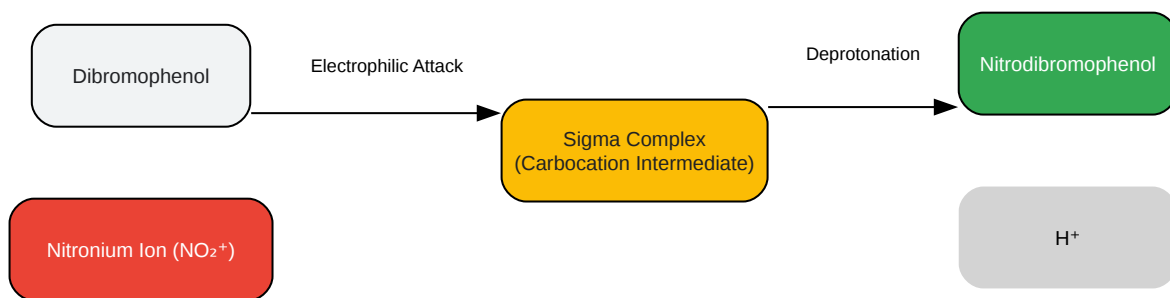 Dibromophenol
Electrophilic Attack
Sigma Complex
(Carbocation Intermediate)
Deprotonation
Nitrodibromophenol
Nitronium Ion (NO₂⁺)
H⁺